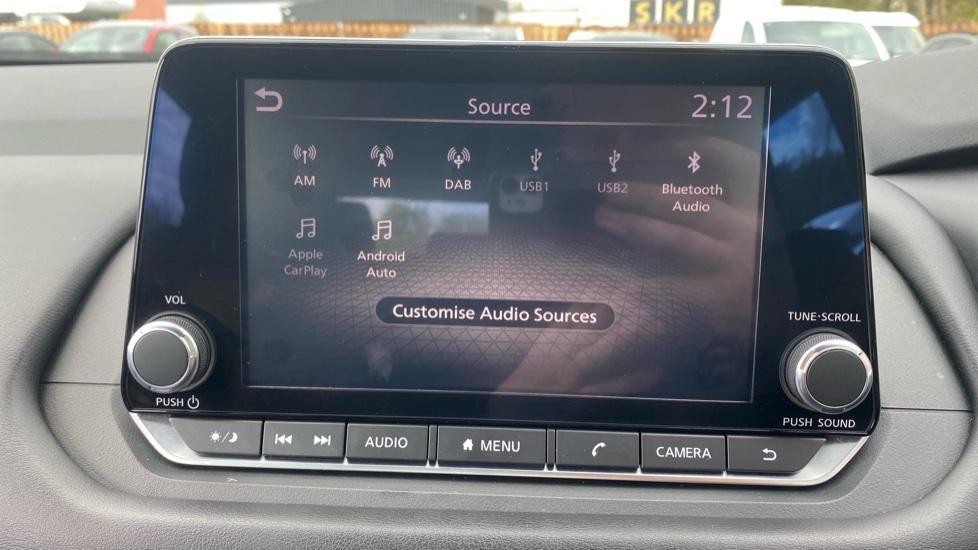 SKR
Source
2:12
AM
FM
DAB
USB1
USB2
Bluetooth
Audio
Apple
CarPlay
Android
Auto
Customise Audio Sources
VOL
PUSH
TUNE·SCROLL
PUSH SOUND
AUDIO
MENU
CAMERA